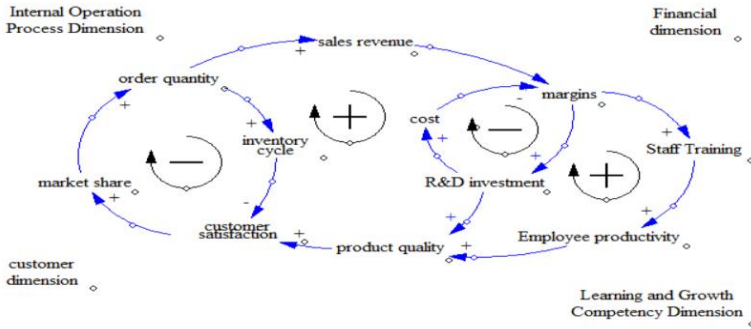 Internal Operation
Process Dimension
Financial
dimension
sales revenue
+
order quantity
+
+
margins
-
cost
+
+
inventory
cycle
+
−
−
+
+
Staff Training
market share
+
R&D investment
+
-
+
+
customer
satisfaction
+
product quality
+
Employee productivity
customer
dimension
Learning and Growth
Competency Dimension